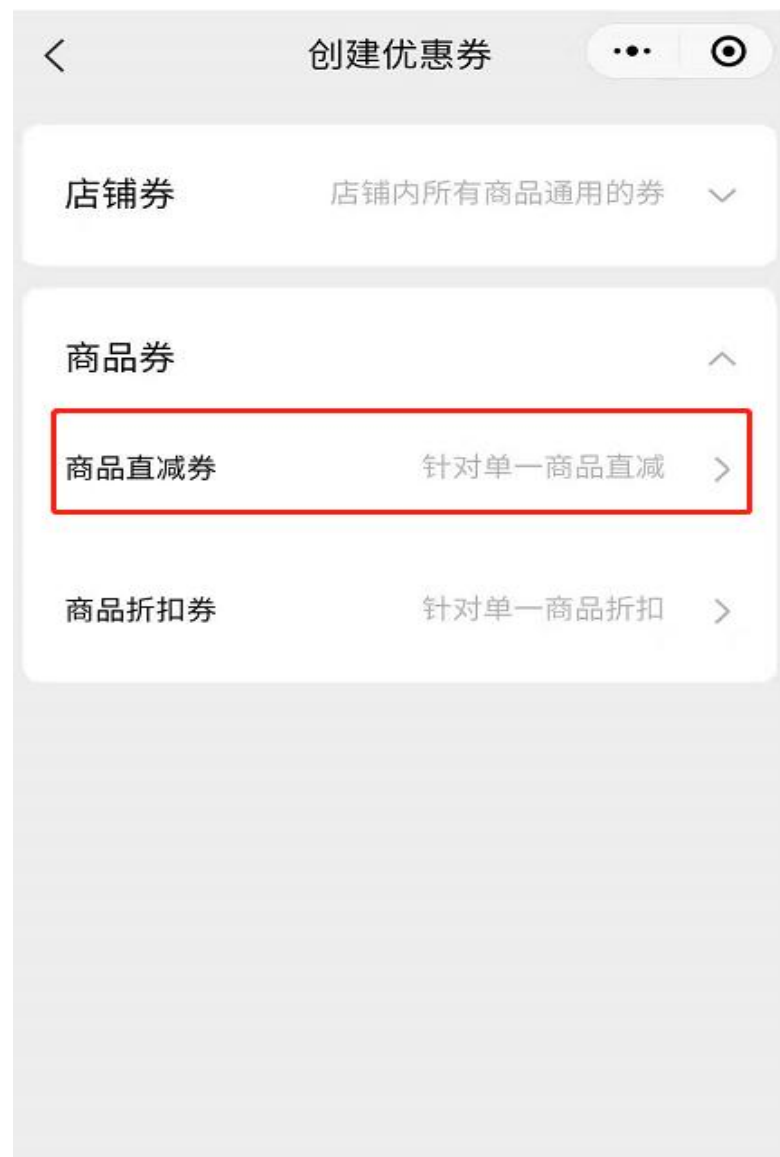 创建优惠券
店铺券 店铺内所有商品通用的券
商品券
商品直减券 针对单一商品直减
商品折扣券 针对单一商品折扣